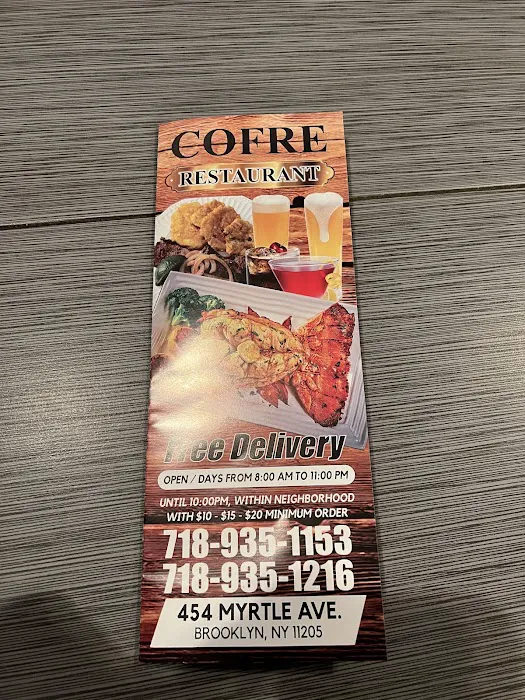 COFRE
RESTAURANT
Free Delivery
OPEN / DAYS FROM 8:00 AM TO 11:00 PM
UNTIL 10:00PM, WITHIN NEIGHBORHOOD
WITH $10 - $15 - $20 MINIMUM ORDER
718-935-1153
718-935-1216
454 MYRTLE AVE.
BROOKLYN, NY 11205